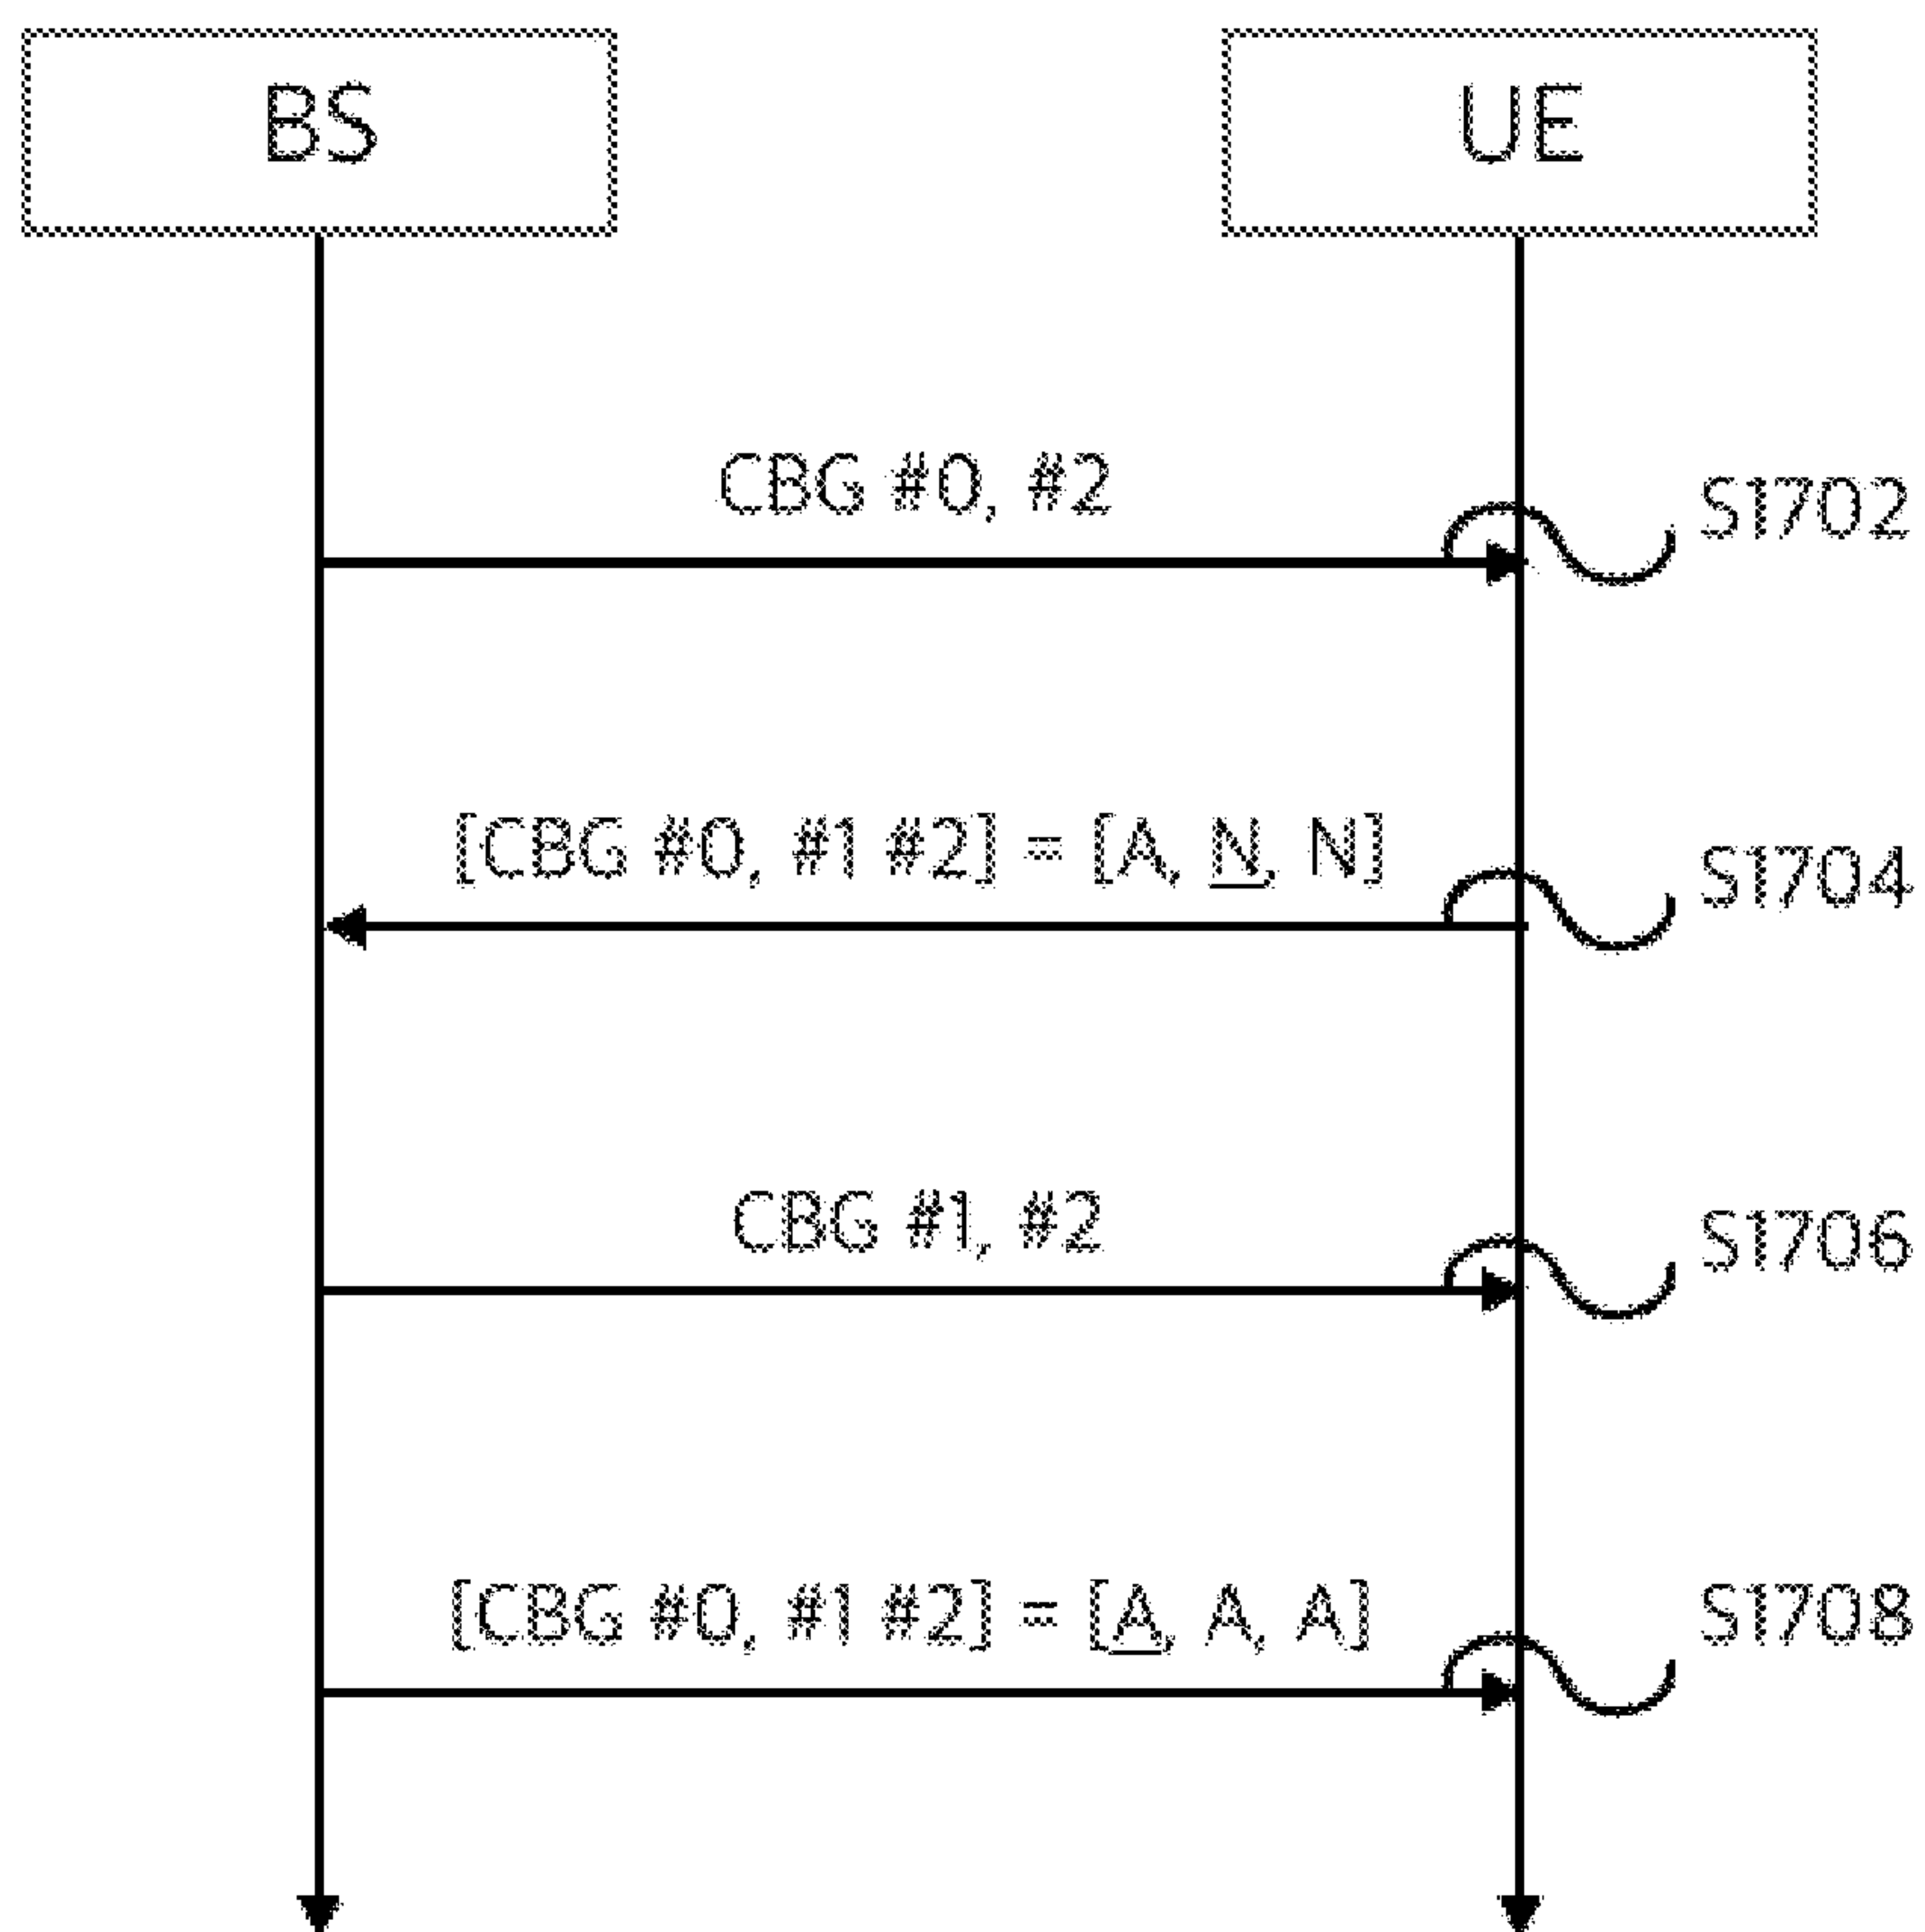 BS
UE
CBG #0, #2
S1702
[CBG #0, #1 #2] = [A, N, N]
S1704
CBG #1, #2
S1706
[CBG #0, #1 #2] = [A, A, A]
S1708